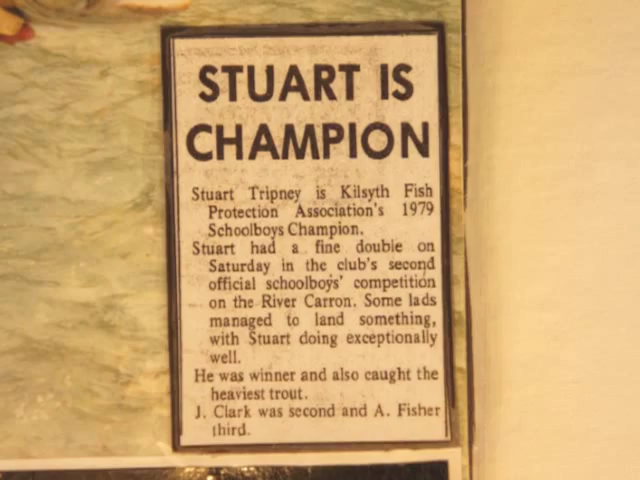 STUART IS
CHAMPION
Stuart Tripney is Kilsyth Fish
Protection Association's 1979
Schoolboys Champion.
Stuart had a fine double on
Saturday in the club's second
official schoolboys' competition
on the River Carron. Some lads
managed to land something,
with Stuart doing exceptionally
well.
He was winner and also caught the
heaviest trout.
J. Clark was second and A. Fisher
third.